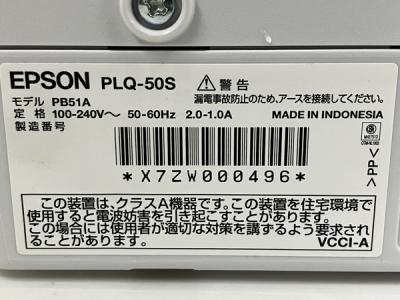 EPSON PLQ-50S
⚠警告
モデル PB51A
漏電事故防止のため、アースを接続してください。
定格 100-240V〜 50-60Hz 2.0-1.0A
MADE IN INDONESIA
製造番号
*X7ZW000496*
>PP<
この装置は、クラスA機器です。この装置を住宅環境で
使用すると電波妨害を引き起こすことがあります。
この場合には使用者が適切な対策を講ずるよう要求され
ることがあります。
VCCI-A